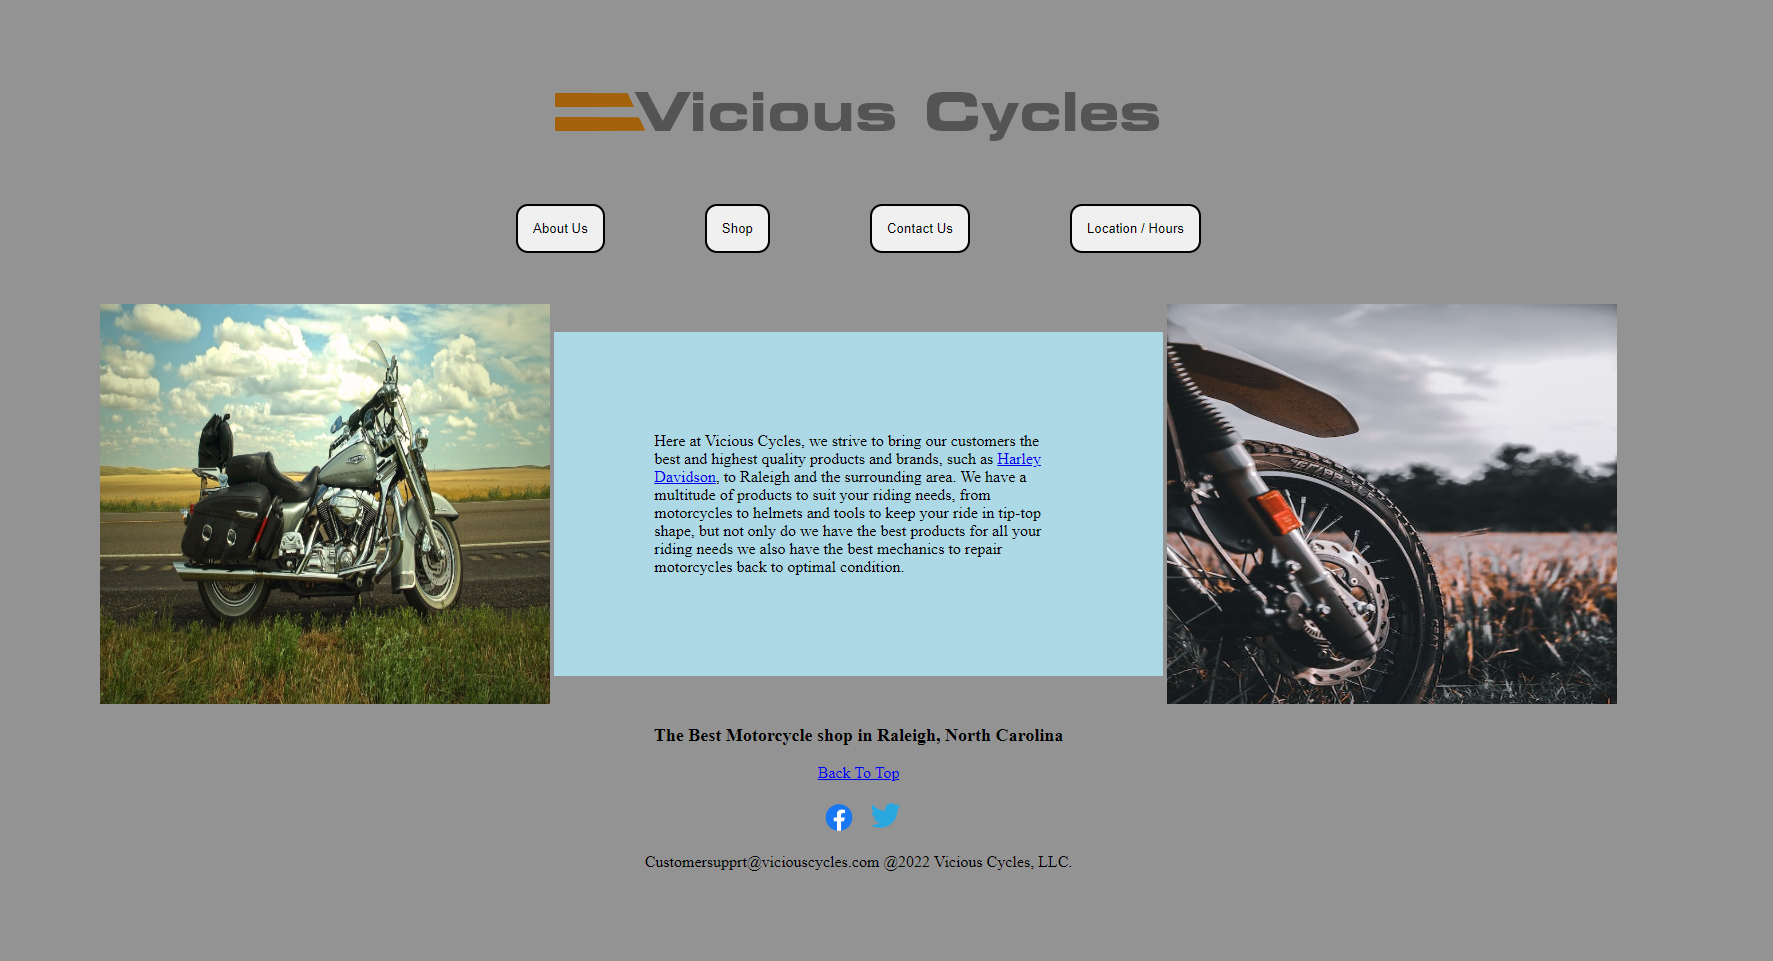 Vicious Cycles
About Us
Shop
Contact Us
Location / Hours
Here at Vicious Cycles, we strive to bring our customers the
best and highest quality products and brands, such as Harley
Davidson, to Raleigh and the surrounding area. We have a
multitude of products to suit your riding needs, from
motorcycles to helmets and tools to keep your ride in tip-top
shape, but not only do we have the best products for all your
riding needs we also have the best mechanics to repair
motorcycles back to optimal condition.
The Best Motorcycle shop in Raleigh, North Carolina
Back To Top
Customersupprt@viciouscycles.com @2022 Vicious Cycles, LLC.